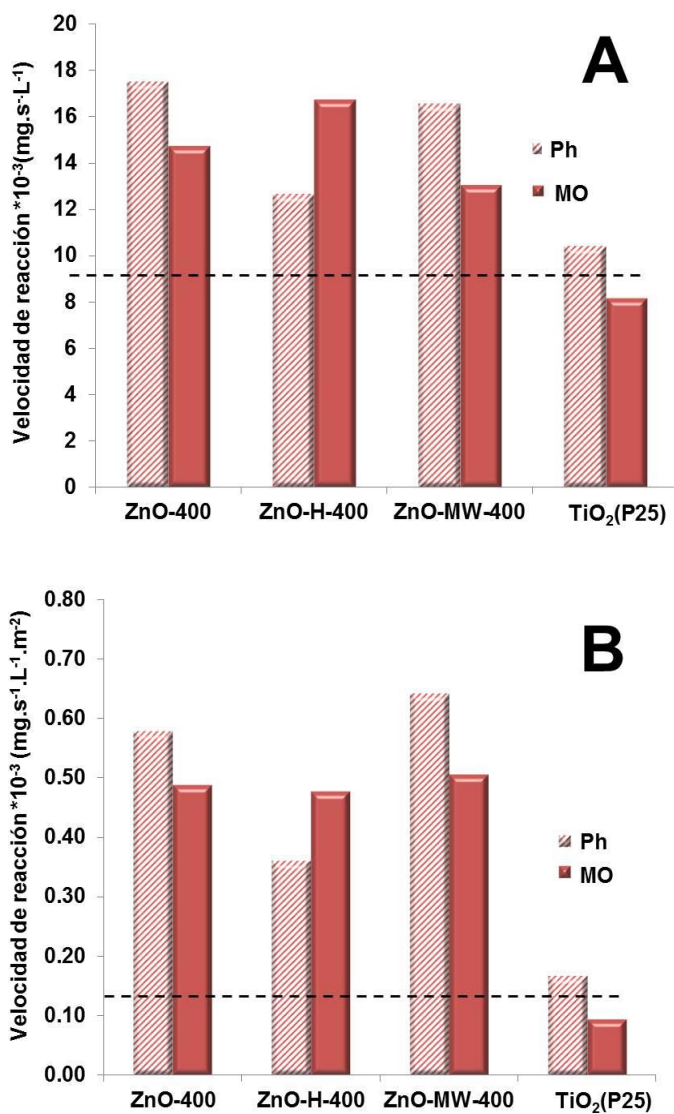 A
Velocidad de reacción *10⁻³(mg.s⁻.L⁻¹)
20
18
16
14
12
10
8
6
4
2
0
Ph
MO
ZnO-400 ZnO-H-400 ZnO-MW-400 TiO₂(P25)
B
Velocidad de reacción *10⁻³ (mg.s⁻¹.L⁻¹.m⁻²)
0.80
0.70
0.60
0.50
0.40
0.30
0.20
0.10
0.00
Ph
MO
ZnO-400 ZnO-H-400 ZnO-MW-400 TiO₂(P25)